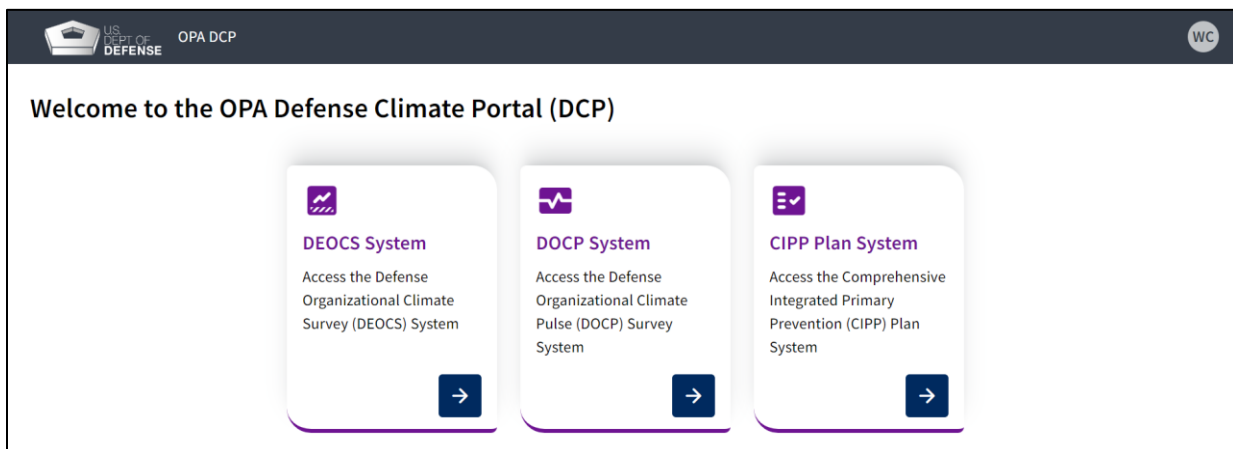 U.S.
DEPT OF
DEFENSE
OPA DCP
WC
Welcome to the OPA Defense Climate Portal (DCP)
DEOCS System
Access the Defense
Organizational Climate
Survey (DEOCS) System
DOCP System
Access the Defense
Organizational Climate
Pulse (DOCP) Survey
System
CIPP Plan System
Access the Comprehensive
Integrated Primary
Prevention (CIPP) Plan
System